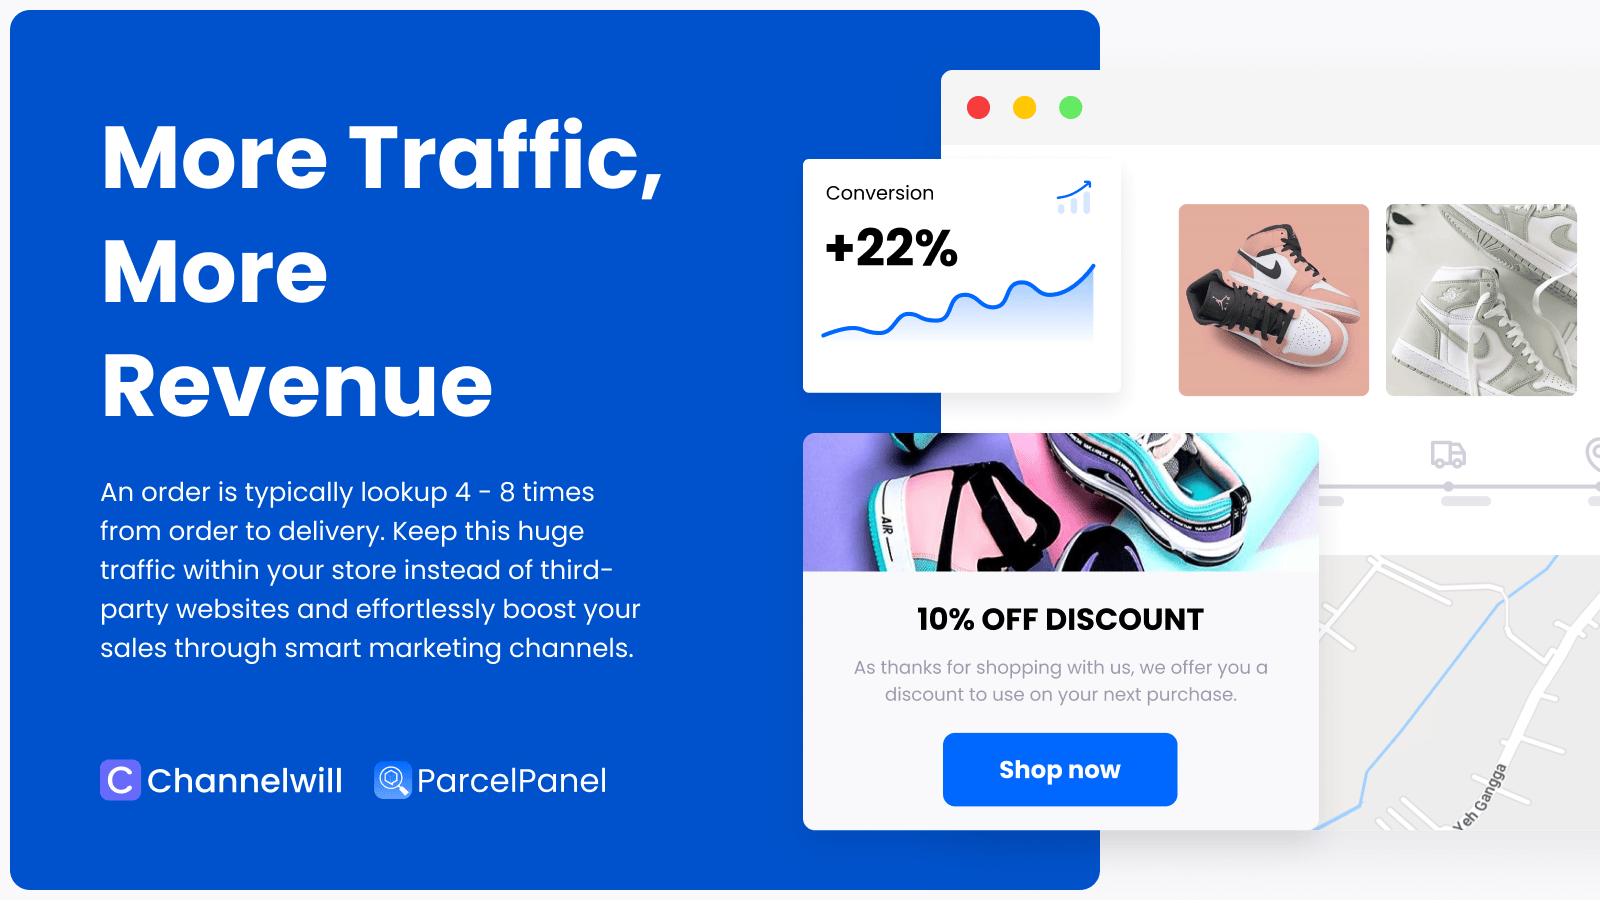 More Traffic,
More
Revenue
An order is typically lookup 4 - 8 times
from order to delivery. Keep this huge
traffic within your store instead of third-
party websites and effortlessly boost your
sales through smart marketing channels.
C Channelwill
ParcelPanel
Conversion
+22%
AIR
10% OFF DISCOUNT
As thanks for shopping with us, we offer you a
discount to use on your next purchase.
Shop now
Yeh Gangga